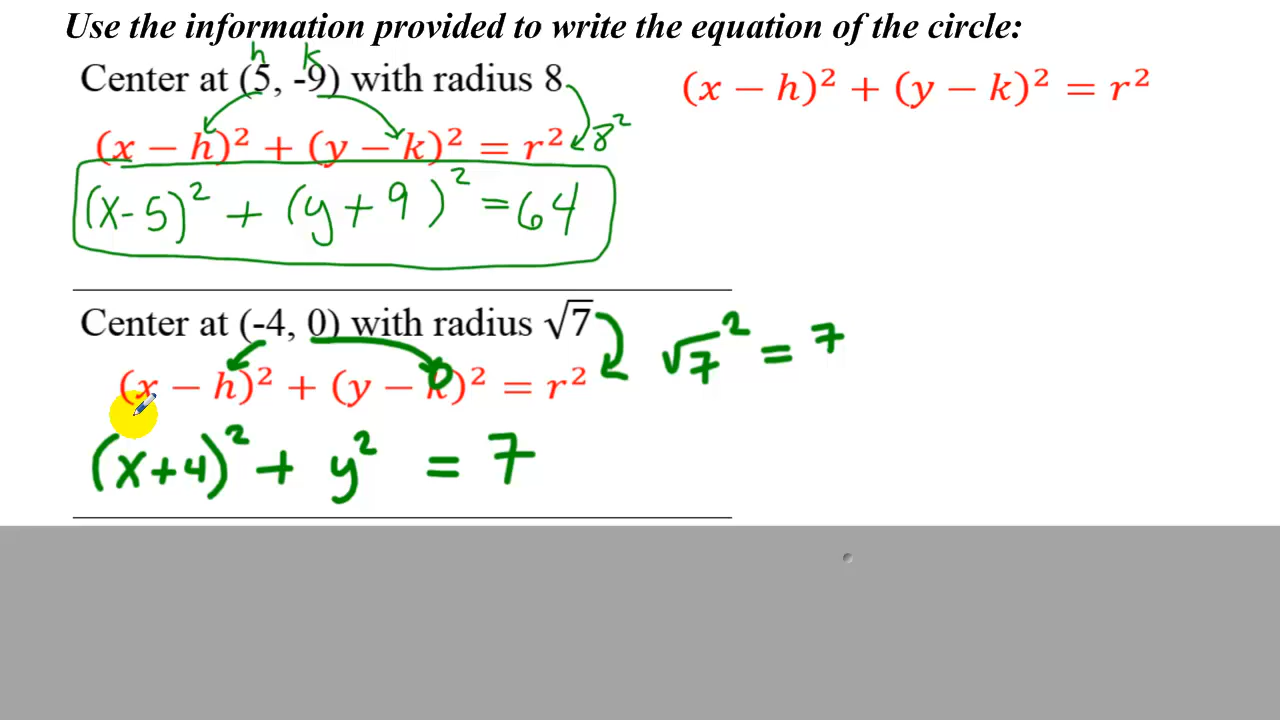 Use the information provided to write the equation of the circle:
h k
Center at (5, -9) with radius 8
(x − h)² + (y − k)² = r²
(x − h)² + (y − k)² = r² 8²
(x-5)² + (y+9)² = 64
Center at (-4, 0) with radius √7
√7² = 7
(x − h)² + (y − k)² = r²
0
(x+4)² + y² = 7